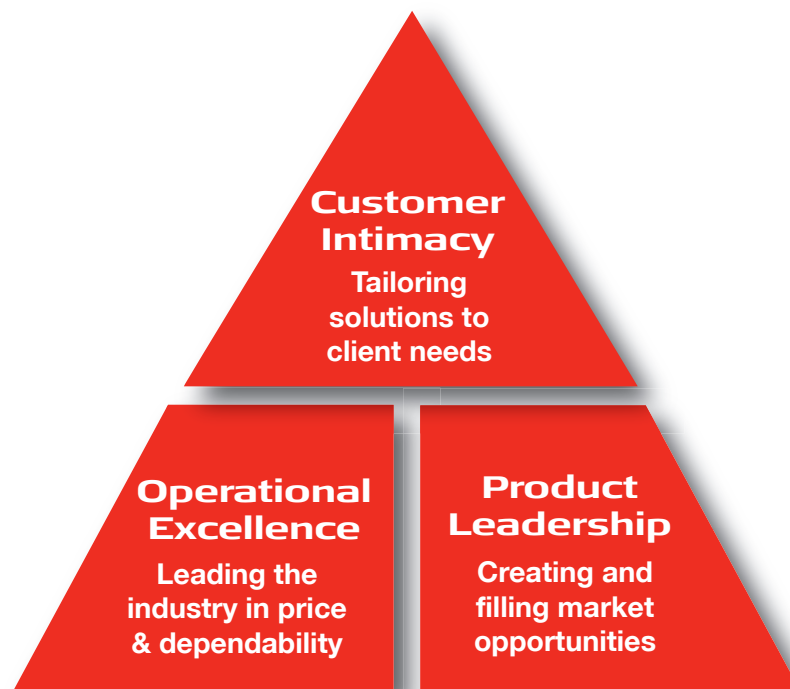 Customer
Intimacy
Tailoring
solutions to
client needs
Operational
Excellence
Leading the
industry in price
& dependability
Product
Leadership
Creating and
filling market
opportunities